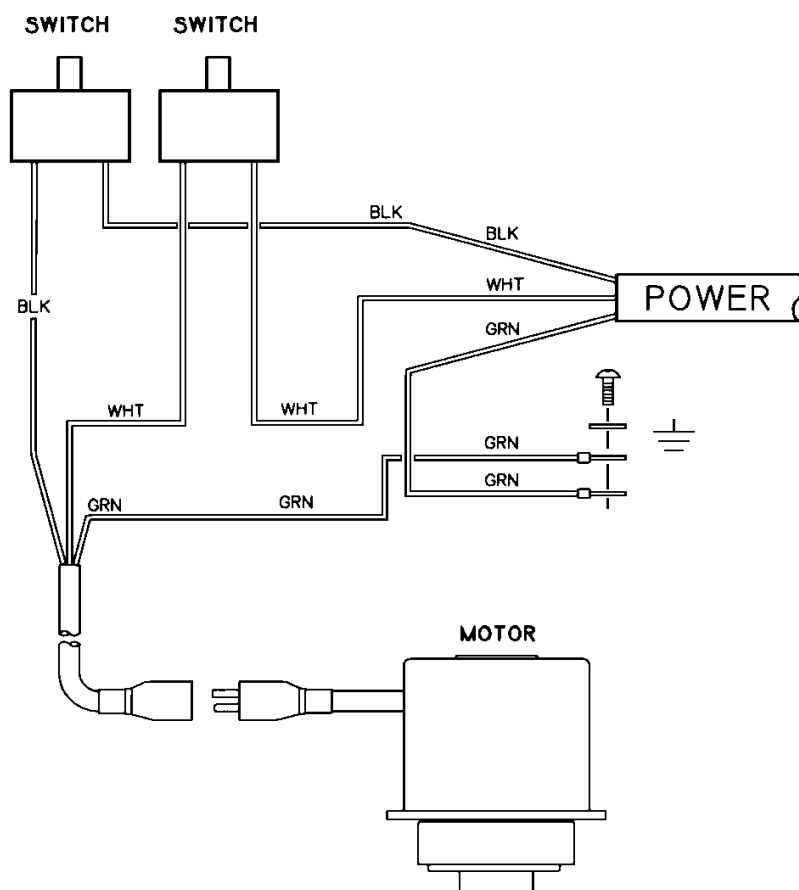 SWITCH SWITCH
BLK
BLK
WHT
POWER
BLK
GRN
WHT WHT
GRN
GRN
GRN GRN
MOTOR